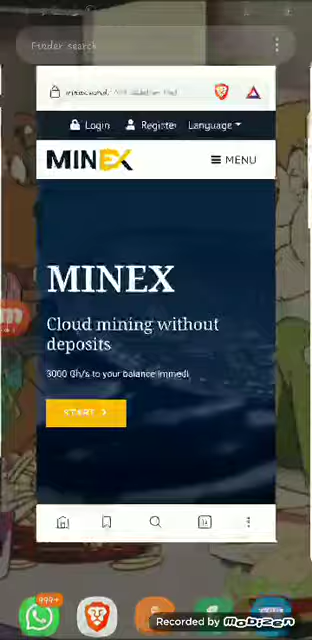 Finder search
Login
Register
Language
MINEX
MENU
MINEX
Cloud mining without
deposits
3000 Gh/s to your balance immedi
START
999+
Recorded by
MOBIZEN